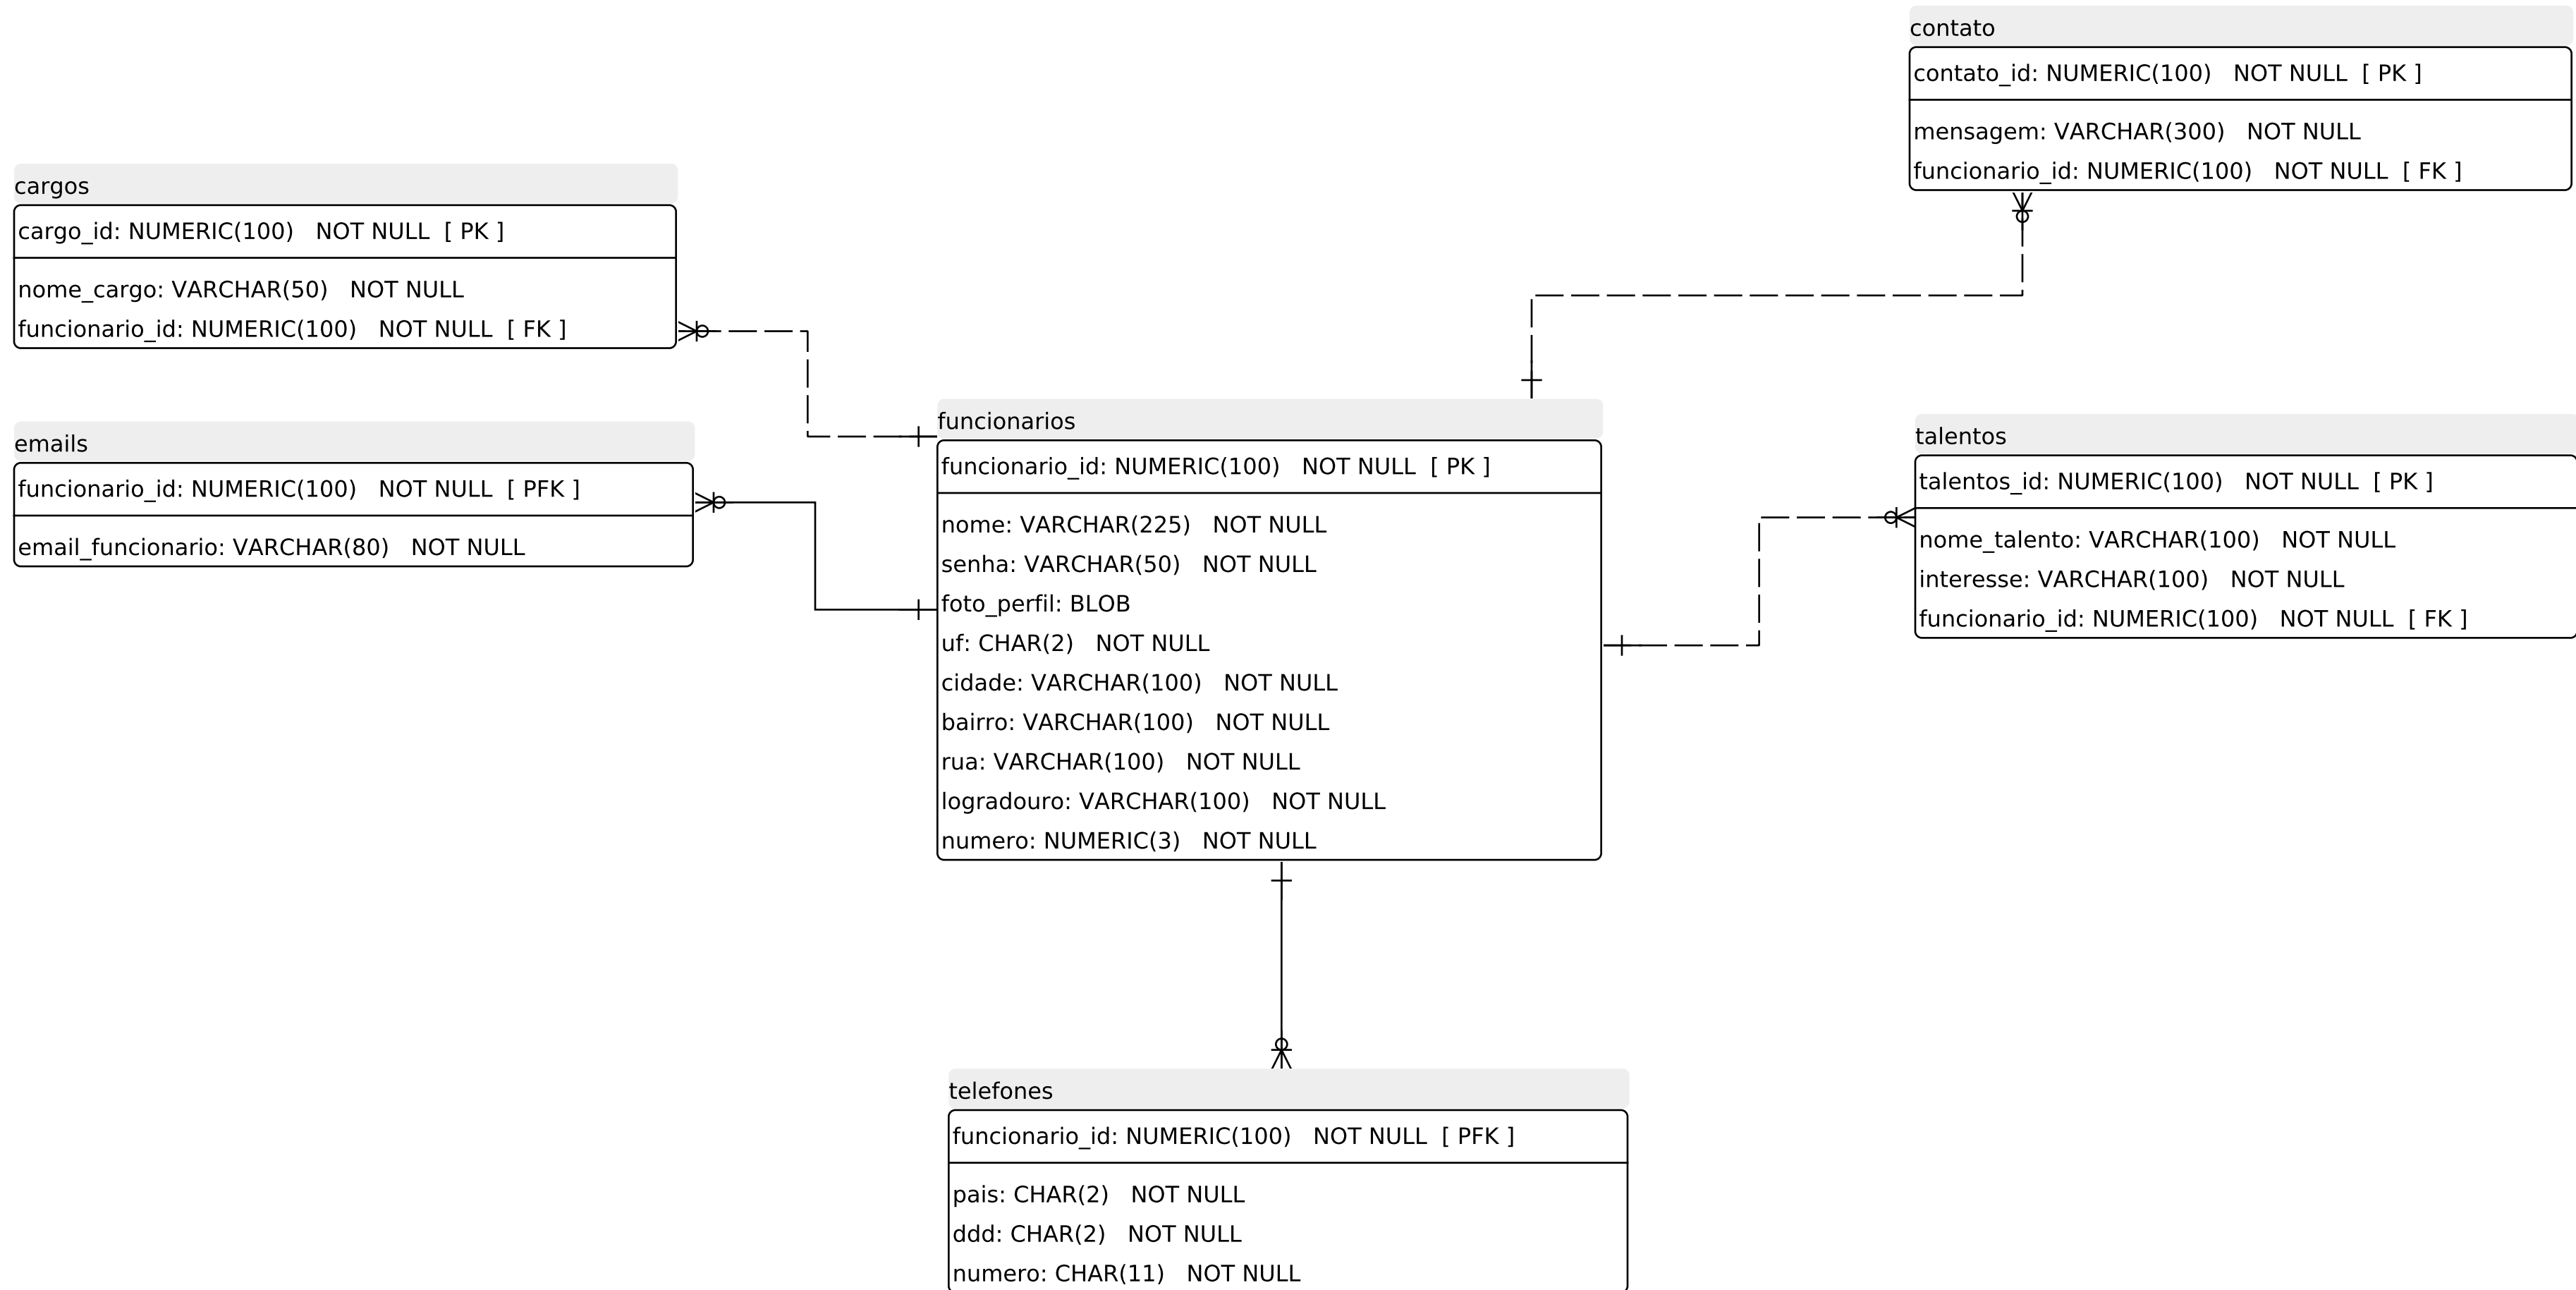 contato
contato_id: NUMERIC(100)   NOT NULL  [ PK ]
mensagem: VARCHAR(300)   NOT NULL
funcionario_id: NUMERIC(100)   NOT NULL  [ FK ]
cargos
cargo_id: NUMERIC(100)   NOT NULL  [ PK ]
nome_cargo: VARCHAR(50)   NOT NULL
funcionario_id: NUMERIC(100)   NOT NULL  [ FK ]
emails
funcionario_id: NUMERIC(100)   NOT NULL  [ PFK ]
email_funcionario: VARCHAR(80)   NOT NULL
funcionarios
funcionario_id: NUMERIC(100)   NOT NULL  [ PK ]
nome: VARCHAR(225)   NOT NULL
senha: VARCHAR(50)   NOT NULL
foto_perfil: BLOB
uf: CHAR(2)   NOT NULL
cidade: VARCHAR(100)   NOT NULL
bairro: VARCHAR(100)   NOT NULL
rua: VARCHAR(100)   NOT NULL
logradouro: VARCHAR(100)   NOT NULL
numero: NUMERIC(3)   NOT NULL
talentos
talentos_id: NUMERIC(100)   NOT NULL  [ PK ]
nome_talento: VARCHAR(100)   NOT NULL
interesse: VARCHAR(100)   NOT NULL
funcionario_id: NUMERIC(100)   NOT NULL  [ FK ]
telefones
funcionario_id: NUMERIC(100)   NOT NULL  [ PFK ]
pais: CHAR(2)   NOT NULL
ddd: CHAR(2)   NOT NULL
numero: CHAR(11)   NOT NULL